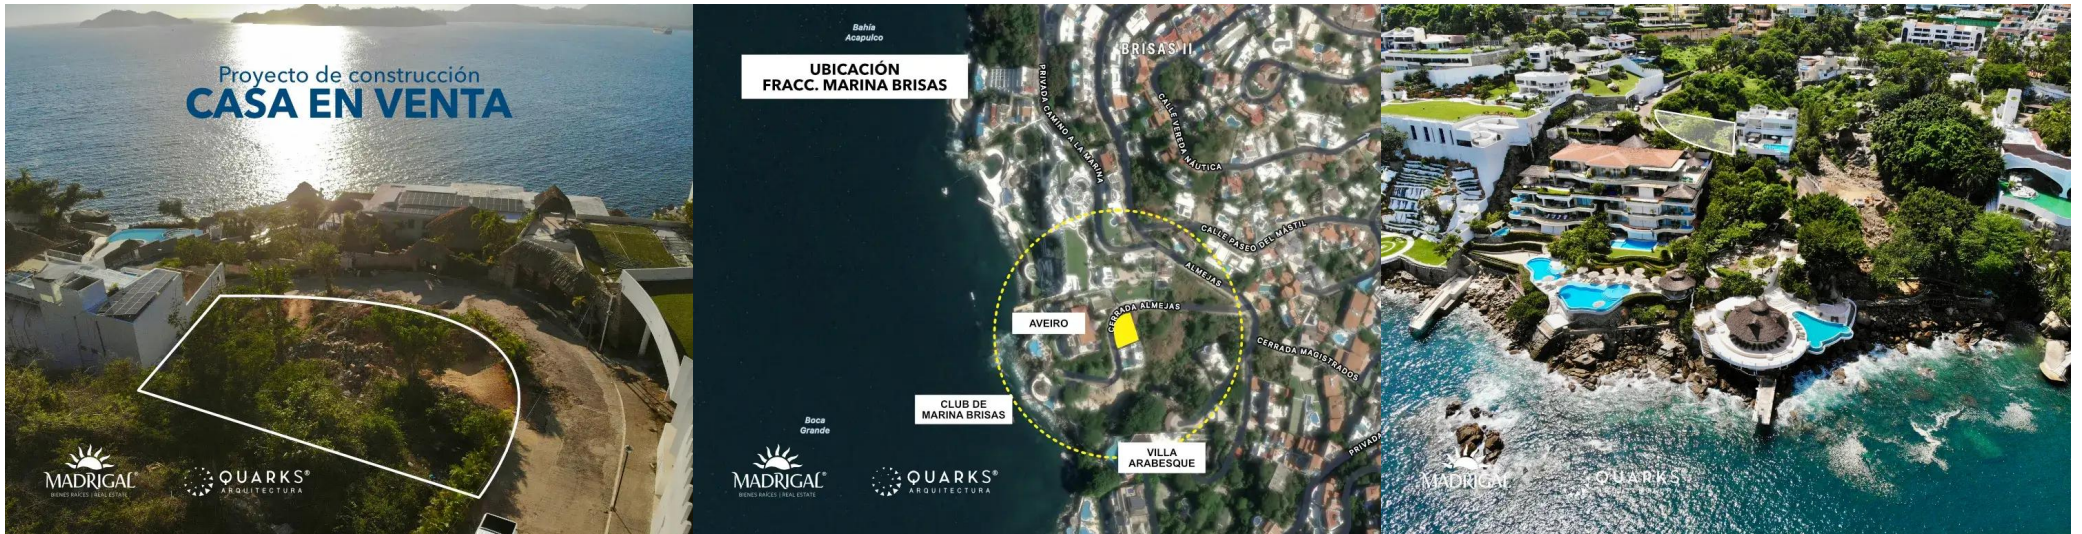 Proyecto de construcción
CASA EN VENTA
MADRIGAL®
BIENES RAÍCES | REAL ESTATE
QUARKS®
ARQUITECTURA
Bahía
Acapulco
UBICACIÓN
FRACC. MARINA BRISAS
BRISAS II
PRIVADA CAMINO A LA MARINA
CALLE VEREDA NÁUTICA
CALLE PASEO DEL MÁSTIL
ALMEJAS
CERRADA ALMEJAS
AVEIRO
CERRADA MAGISTRADOS
CLUB DE
MARINA BRISAS
Boca
Grande
VILLA
ARABESQUE
PRIVADA
MADRIGAL®
BIENES RAÍCES | REAL ESTATE
QUARKS®
ARQUITECTURA
MADRIGAL
QUARKS
ARQUITECTURA